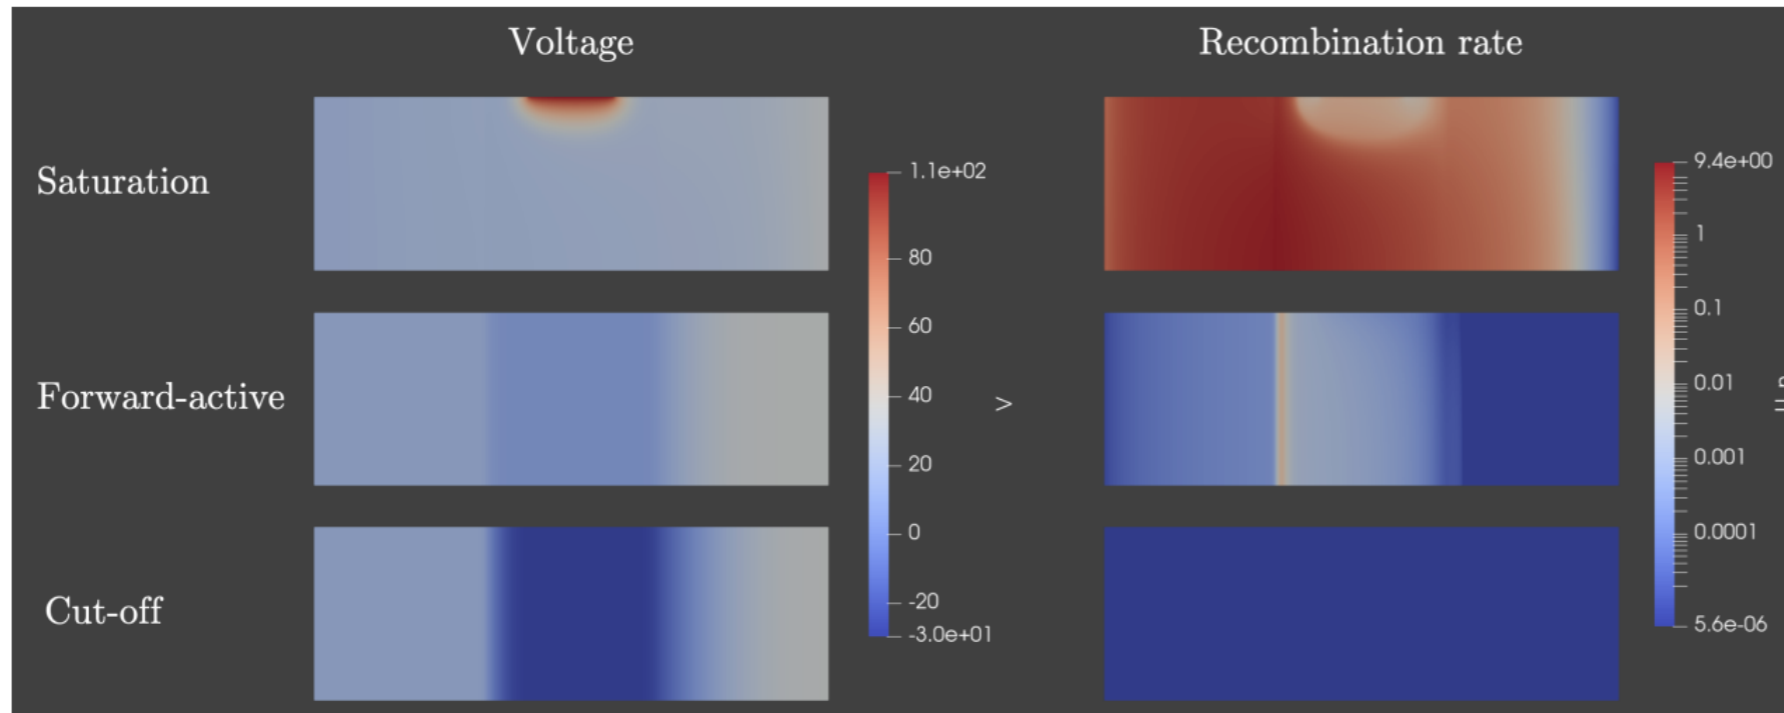 Voltage
Recombination rate
Saturation
Forward-active
Cut-off
1.1e+02
80
60
40
20
0
-20
-3.0e+01
V
9.4e+00
1
0.1
0.01
0.001
0.0001
5.6e-06